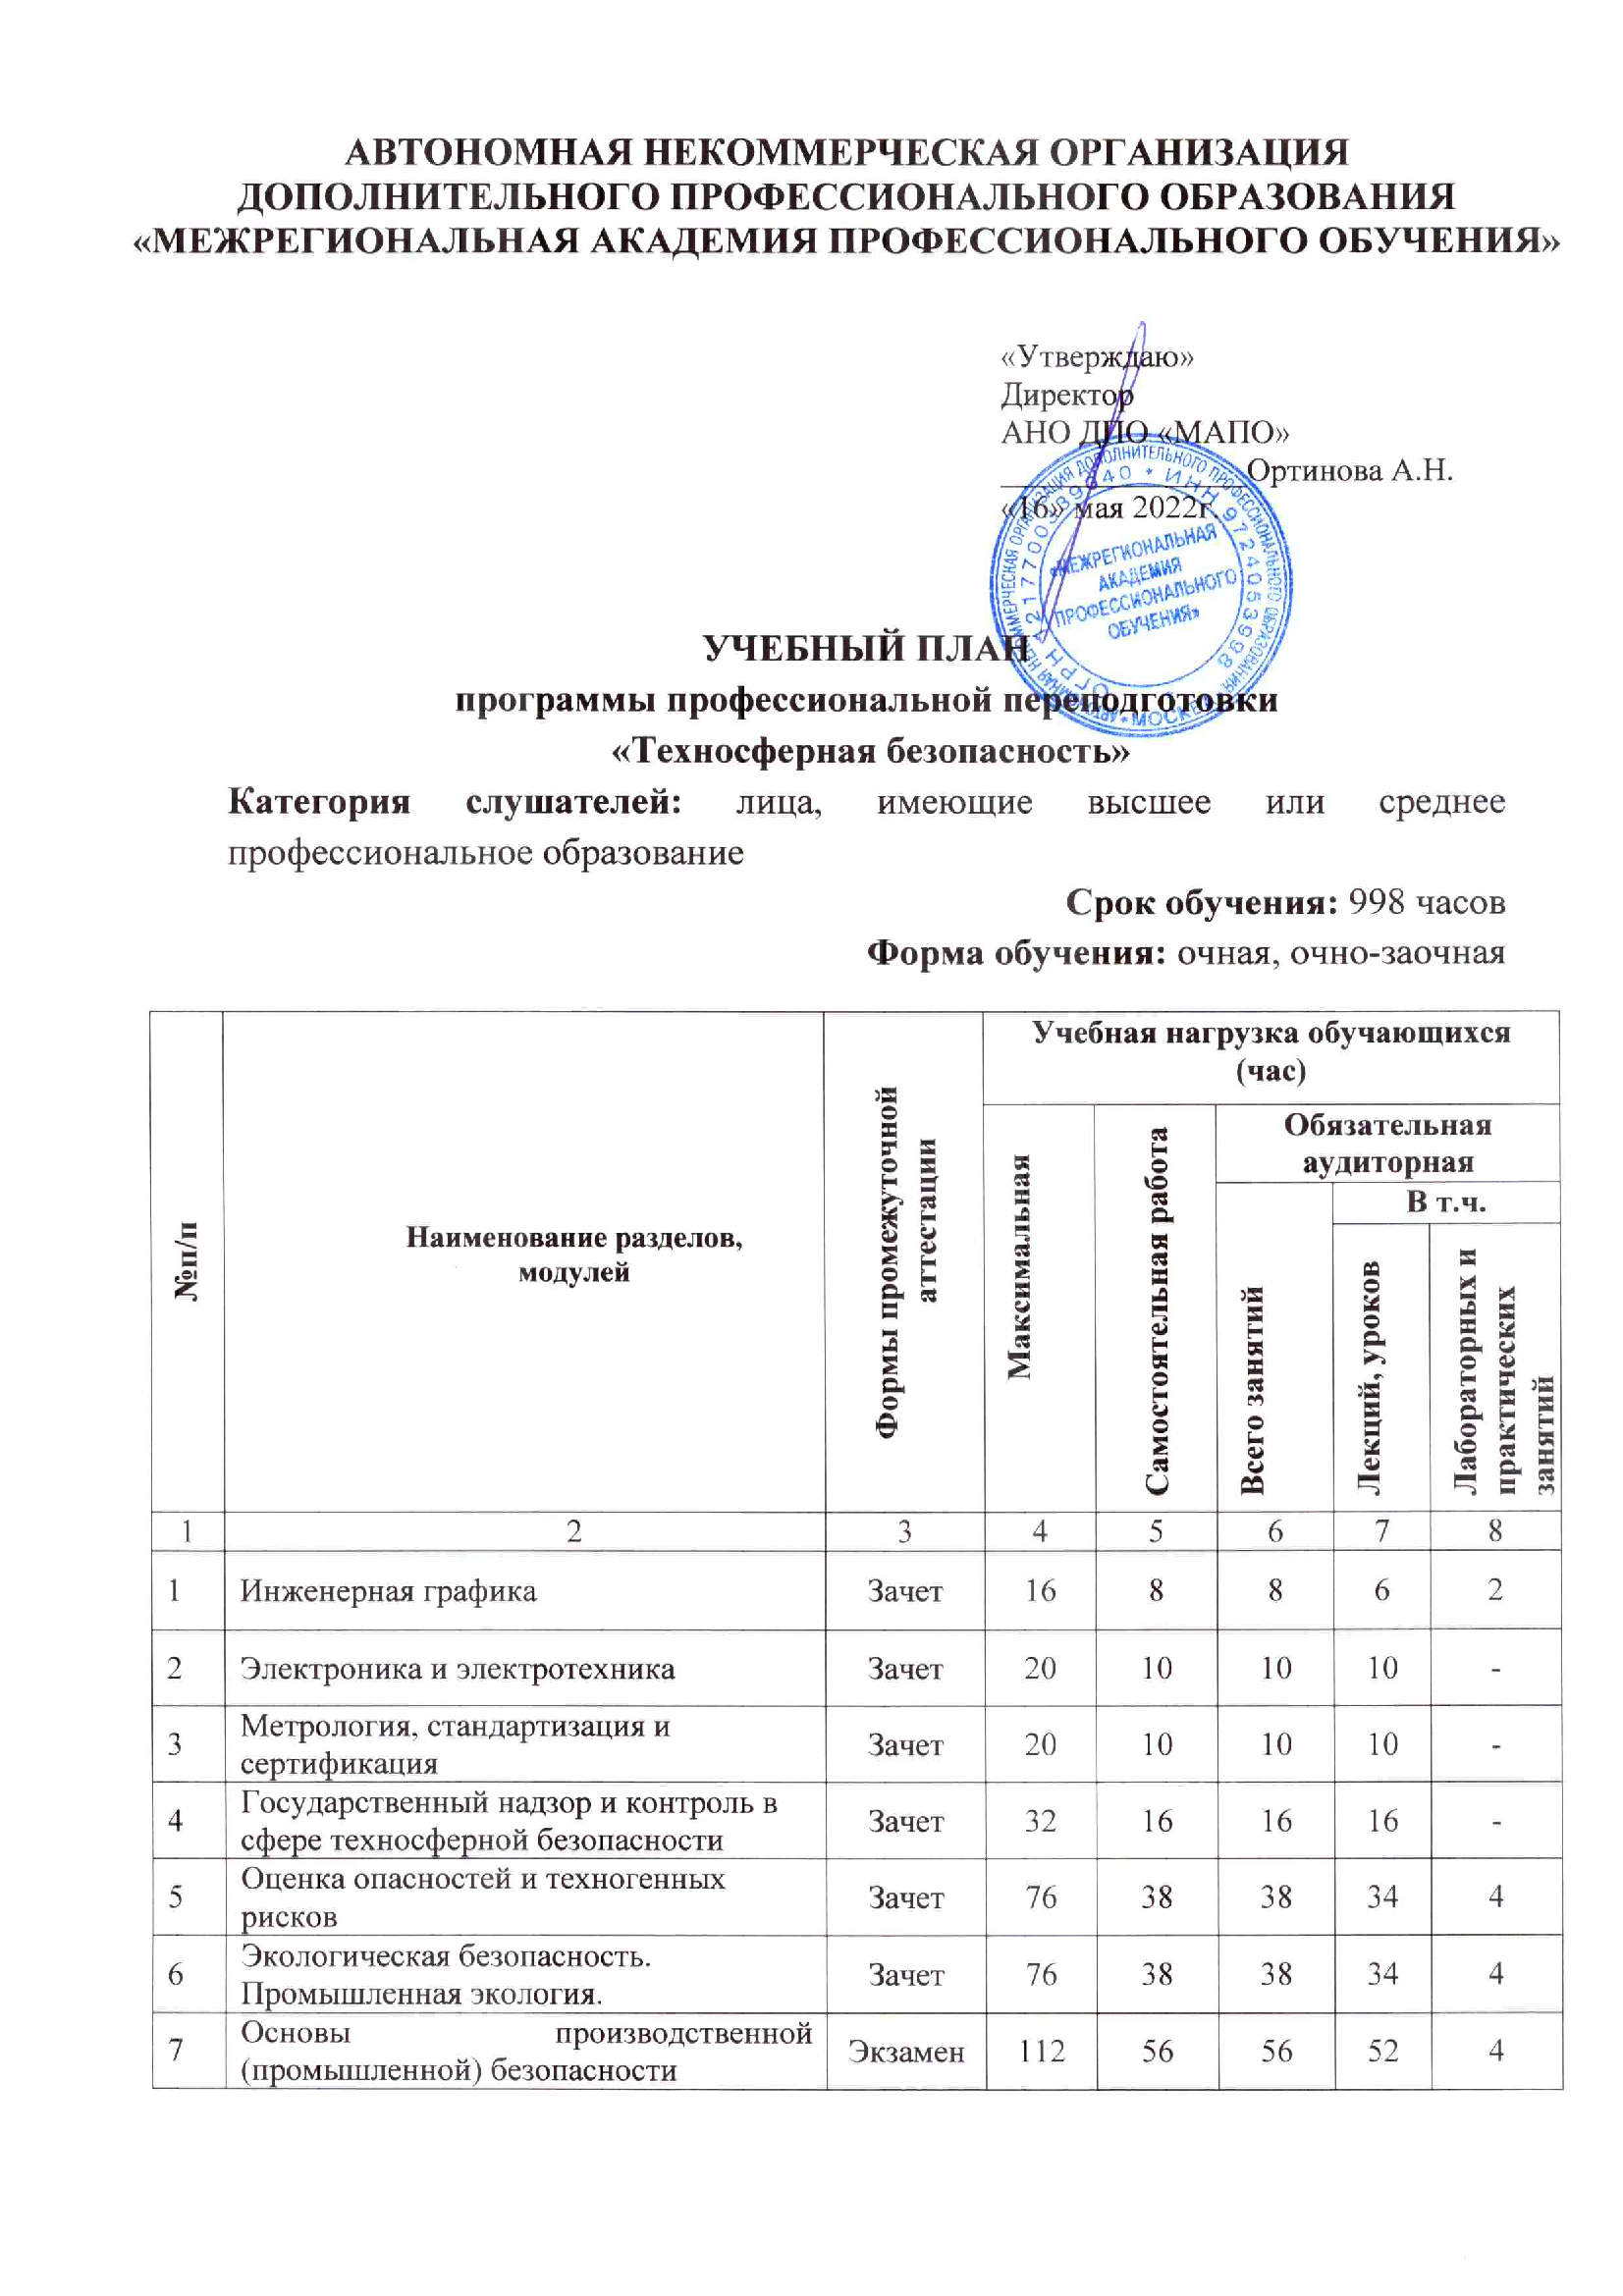 АВТОНОМНАЯ НЕКОММЕРЧЕСКАЯ ОРГАНИЗАЦИЯ
ДОПОЛНИТЕЛЬНОГО ПРОФЕССИОНАЛЬНОГО ОБРАЗОВАНИЯ
«МЕЖРЕГИОНАЛЬНАЯ АКАДЕМИЯ ПРОФЕССИОНАЛЬНОГО ОБУЧЕНИЯ»
«Утверждаю»
Директор
АНО ДПО «МАПО»
Ортинова А.Н.
«16» мая 2022г.
«МЕЖРЕГИОНАЛЬНАЯ
АКАДЕМИЯ
ПРОФЕССИОНАЛЬНОГО
ОБУЧЕНИЯ»
АВТОНОМНАЯ НЕКОММЕРЧЕСКАЯ ОРГАНИЗАЦИЯ ДОПОЛНИТЕЛЬНОГО ПРОФЕССИОНАЛЬНОГО ОБРАЗОВАНИЯ
* МОСКВА *
ОГРН 1217700389640 * ИНН 9724053998
УЧЕБНЫЙ ПЛАН
программы профессиональной переподготовки
«Техносферная безопасность»
Категория слушателей: лица, имеющие высшее или среднее
профессиональное образование
Срок обучения: 998 часов
Форма обучения: очная, очно-заочная
№п/п
Наименование разделов,
модулей
Формы промежуточной
аттестации
Учебная нагрузка обучающихся
(час)
Максимальная
Самостоятельная работа
Обязательная
аудиторная
Всего занятий
В т.ч.
Лекций, уроков
Лабораторных и
практических
занятий
1 2 3 4 5 6 7 8
1 Инженерная графика Зачет 16 8 8 6 2
2 Электроника и электротехника Зачет 20 10 10 10 -
3 Метрология, стандартизация и
сертификация Зачет 20 10 10 10 -
4 Государственный надзор и контроль в
сфере техносферной безопасности Зачет 32 16 16 16 -
5 Оценка опасностей и техногенных
рисков Зачет 76 38 38 34 4
6 Экологическая безопасность.
Промышленная экология. Зачет 76 38 38 34 4
7 Основы производственной
(промышленной) безопасности Экзамен 112 56 56 52 4